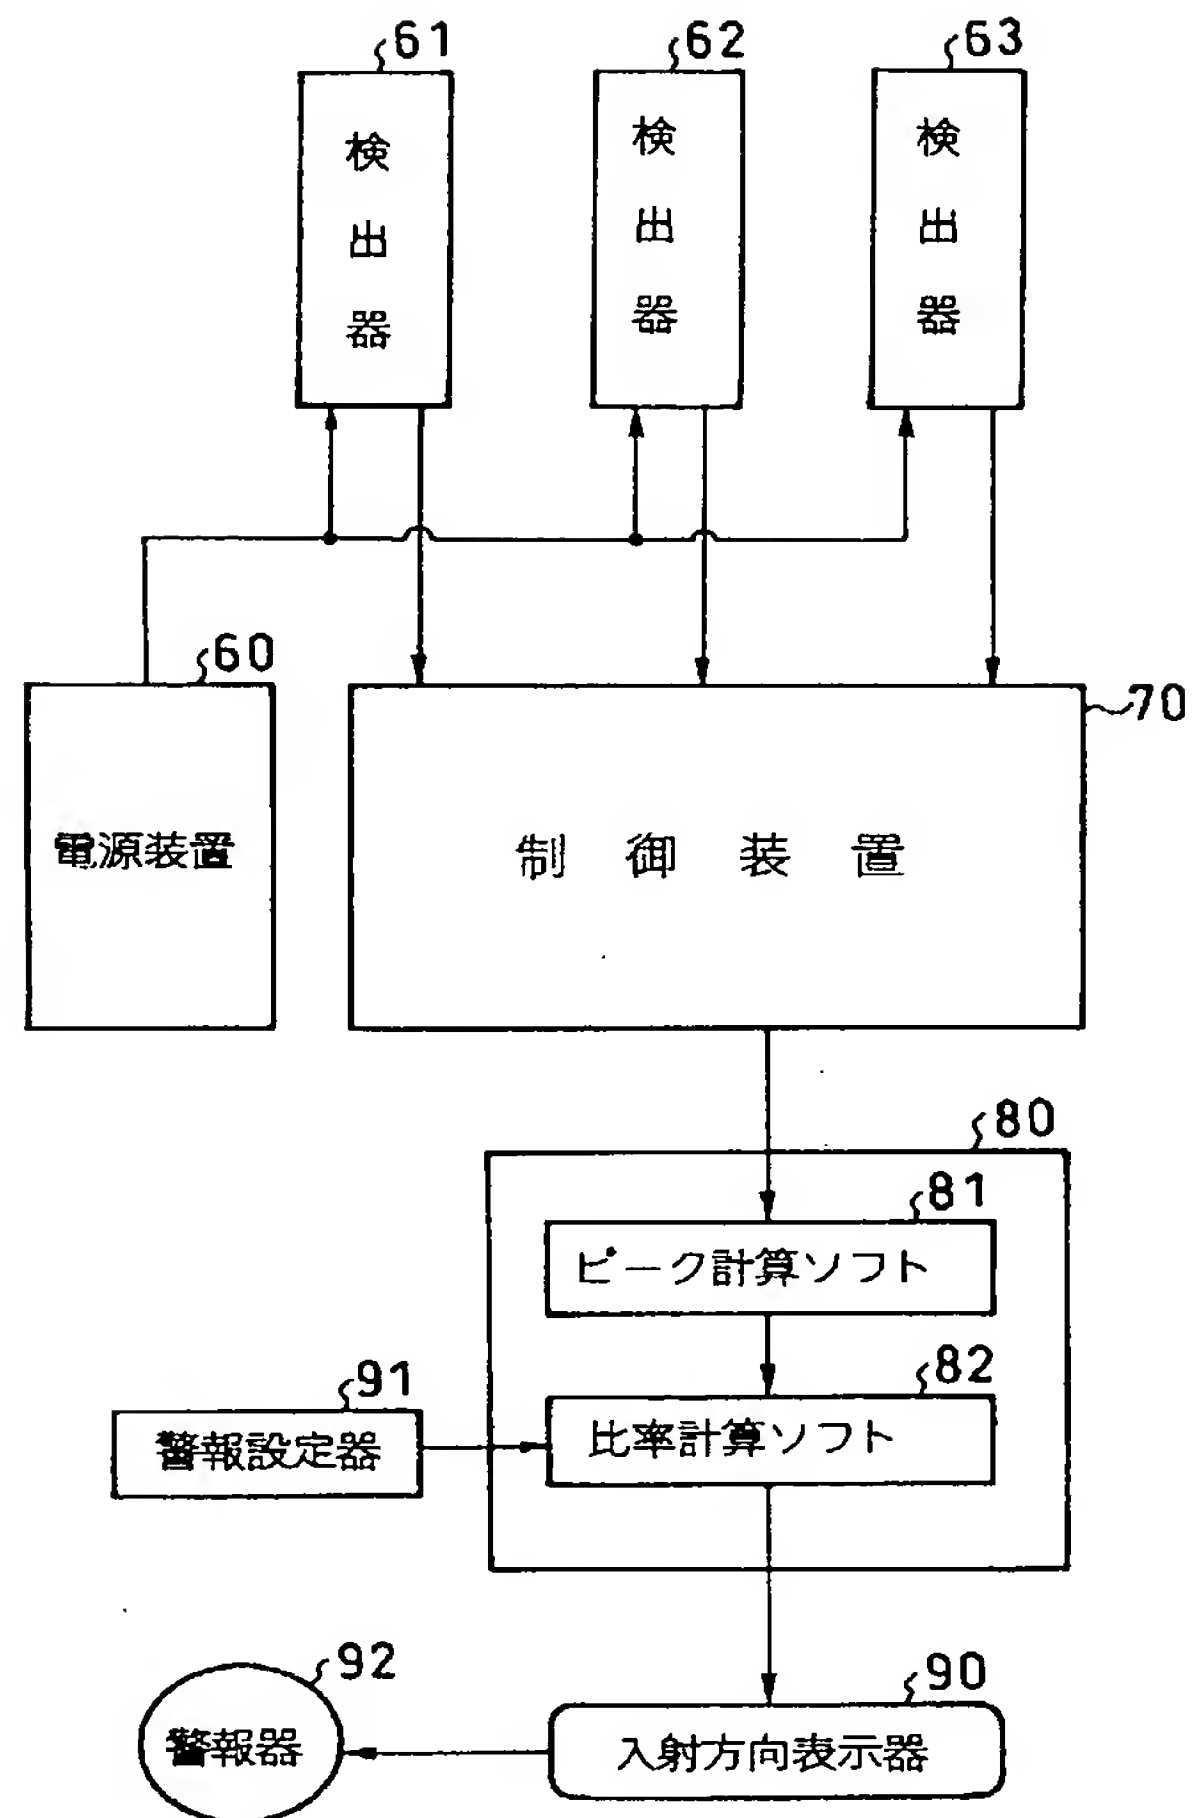 61
62
63
検出器
検出器
検出器
60
70
電源装置
制御装置
80
81
ピーク計算ソフト
82
91
比率計算ソフト
警報設定器
92
90
警報器
入射方向表示器